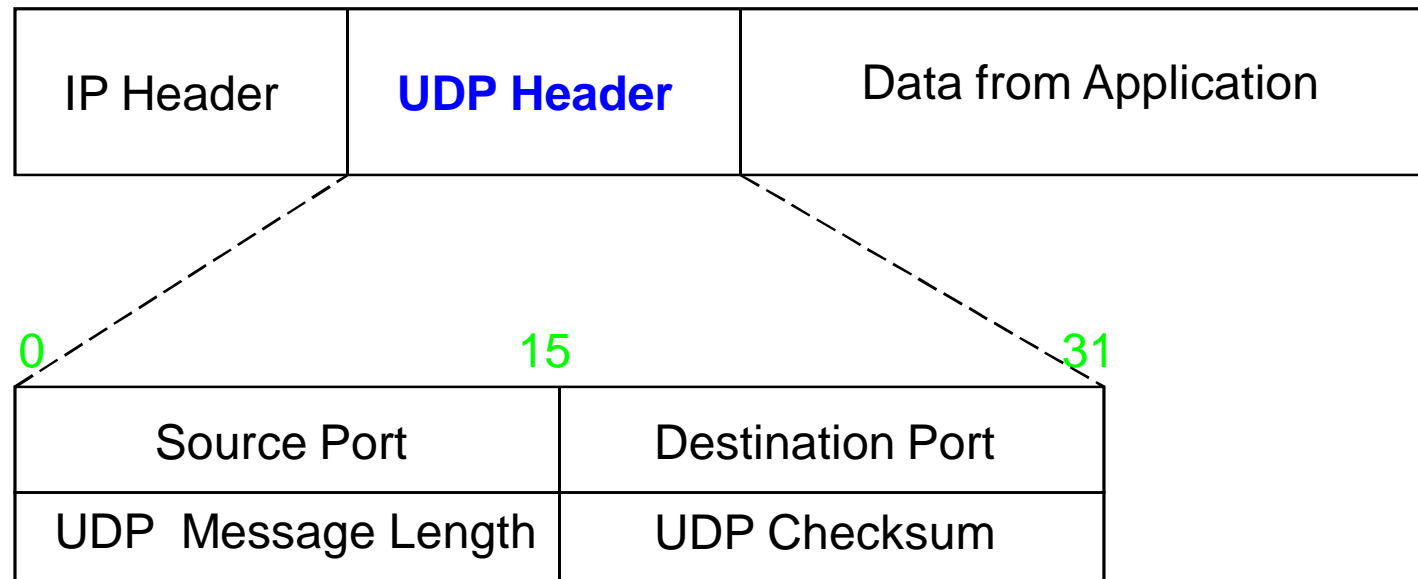 IP Header UDP Header Data from Application
0 15 31
Source Port Destination Port
UDP Message Length UDP Checksum